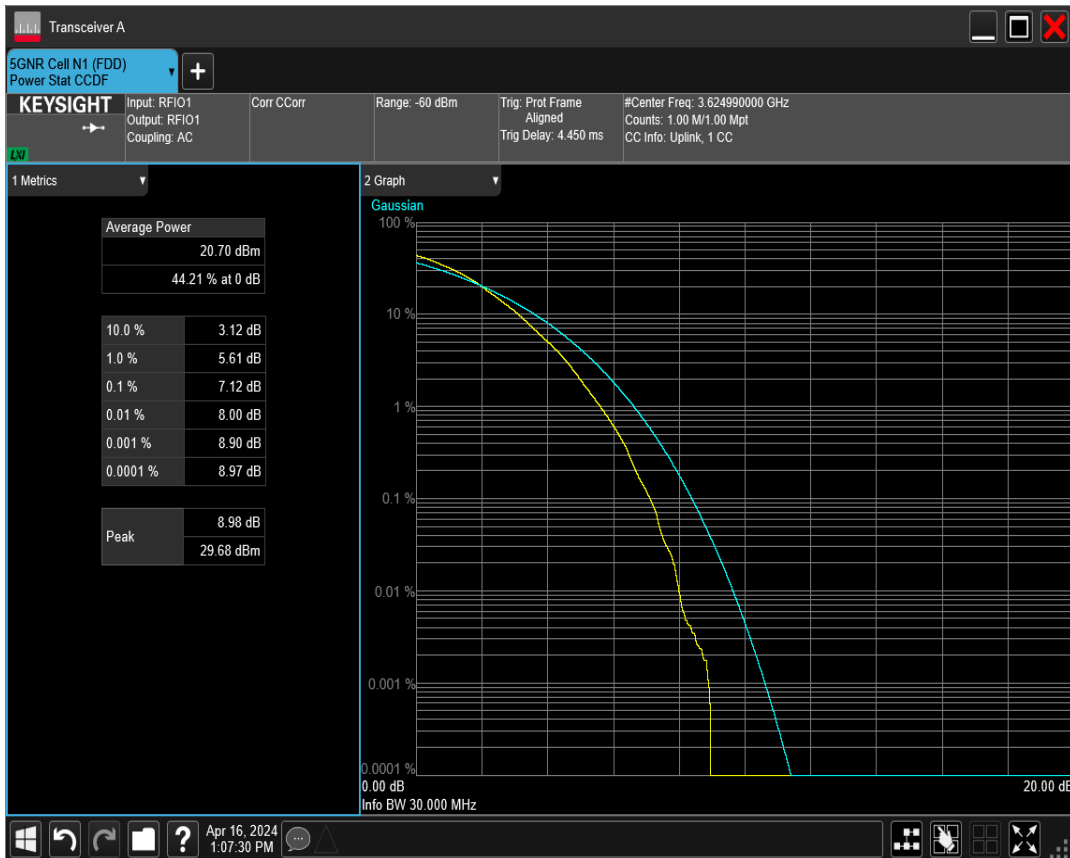 Transceiver A
5GNR Cell N1 (FDD)
Power Stat CCDF
+
KEYSIGHT
LXI
Input: RFIO1
Output: RFIO1
Coupling: AC
Corr CCorr
Range: -60 dBm
Trig: Prot Frame
Aligned
Trig Delay: 4.450 ms
#Center Freq: 3.624990000 GHz
Counts: 1.00 M/1.00 Mpt
CC Info: Uplink, 1 CC
1 Metrics
Average Power
20.70 dBm
44.21 % at 0 dB
10.0 % 3.12 dB
1.0 % 5.61 dB
0.1 % 7.12 dB
0.01 % 8.00 dB
0.001 % 8.90 dB
0.0001 % 8.97 dB
Peak
8.98 dB
29.68 dBm
2 Graph
Gaussian
100 %
10 %
1 %
0.1 %
0.01 %
0.001 %
0.0001 %
0.00 dB 20.00 dB
Info BW 30.000 MHz
?
Apr 16, 2024
1:07:30 PM